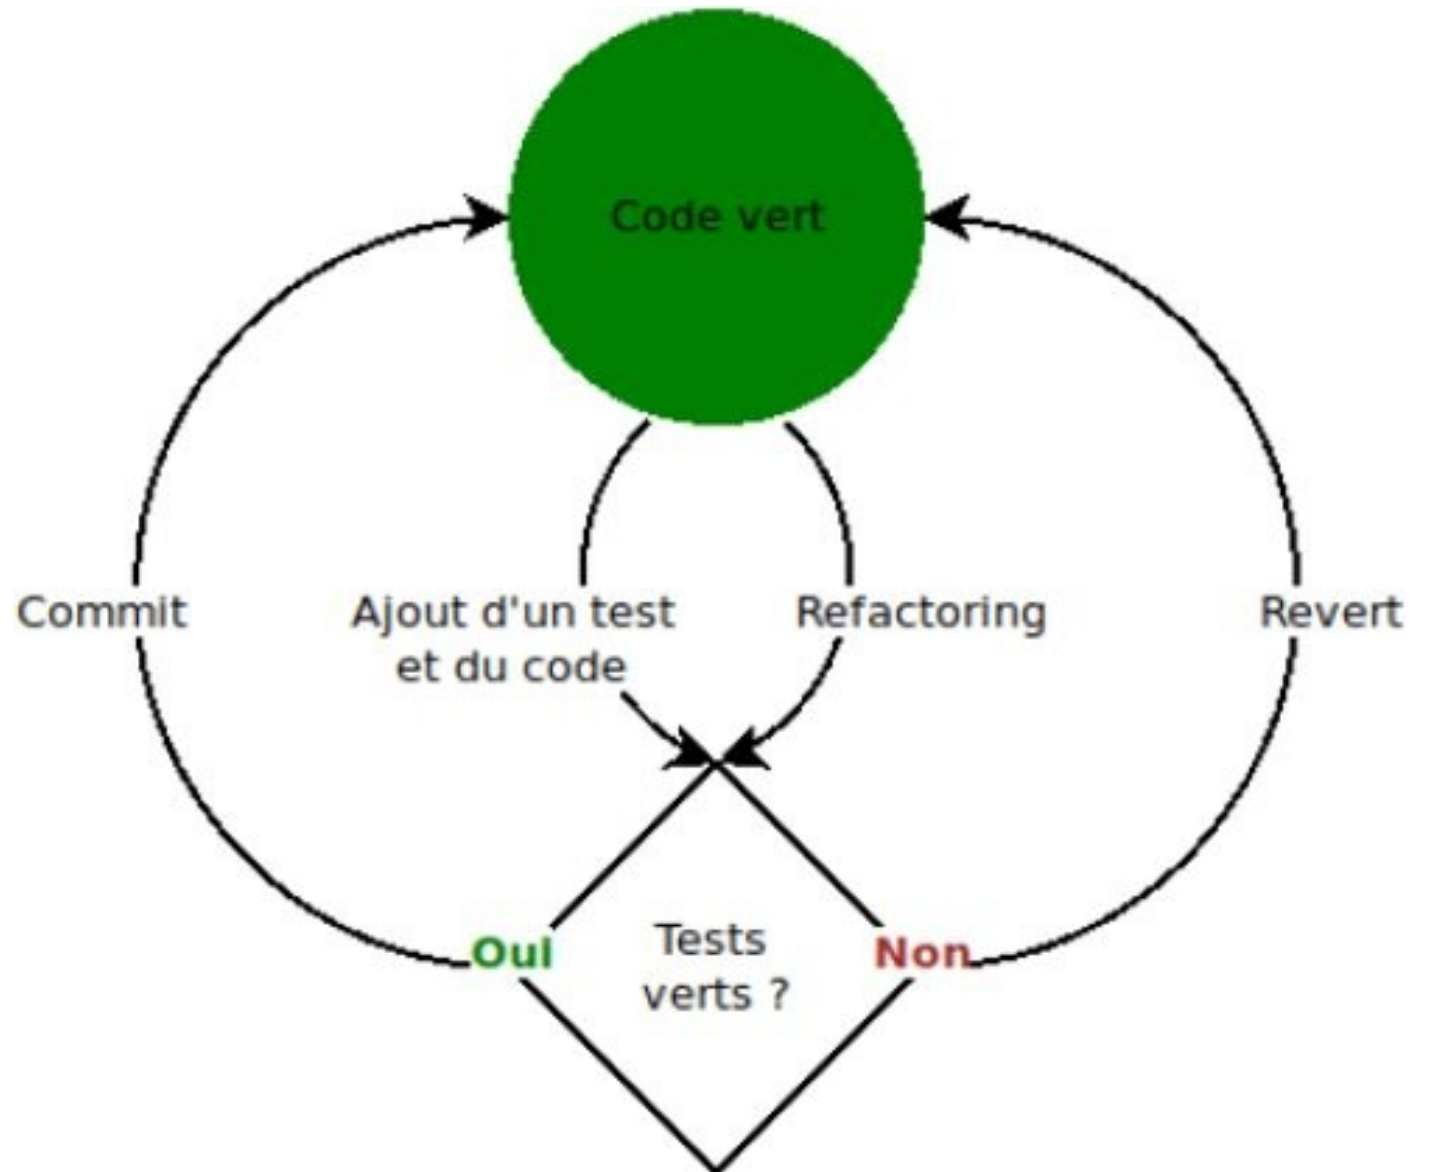 Code vert
Commit
Ajout d'un test
et du code
Refactoring
Revert
Oui
Tests
verts ?
Non